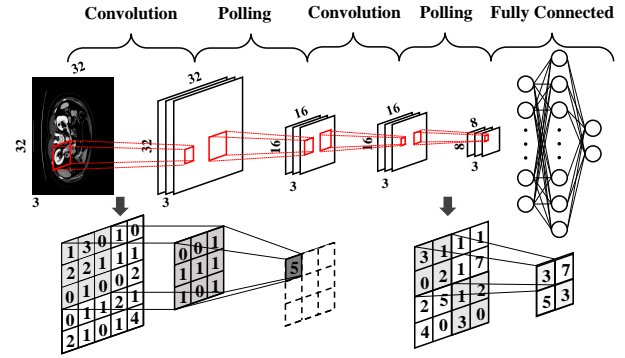 Convolution Polling Convolution Polling Fully Connected
32 32 3
32 32 3
16 16 3
16 16 3
8 8 3
1 3 0 1 0
2 2 1 1 1
0 1 0 0 2
0 1 1 2 1
2 1 0 1 4
0 0 1
1 1 1
1 0 1
5
3 1 1 1
0 2 1 7
2 5 1 2
4 0 3 0
3 7
5 3